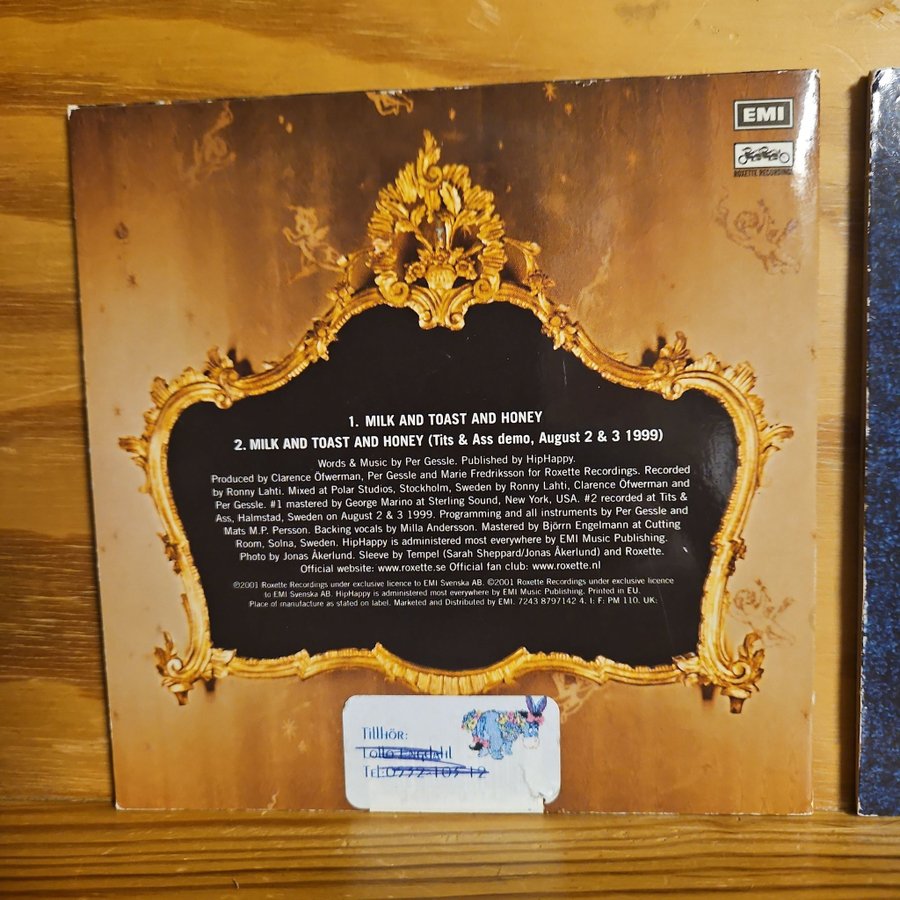 EMI
ROXETTE RECORDINGS
1. MILK AND TOAST AND HONEY
2. MILK AND TOAST AND HONEY (Tits & Ass demo, August 2 & 3 1999)
Words & Music by Per Gessle. Published by HipHappy.
Produced by Clarence Öfwerman, Per Gessle and Marie Fredriksson for Roxette Recordings. Recorded
by Ronny Lahti. Mixed at Polar Studios, Stockholm, Sweden by Ronny Lahti, Clarence Öfwerman and
Per Gessle. #1 mastered by George Marino at Sterling Sound, New York, USA. #2 recorded at Tits &
Ass, Halmstad, Sweden on August 2 & 3 1999. Programming and all instruments by Per Gessle and
Mats M.P. Persson. Backing vocals by Milla Andersson. Mastered by Björn Engelmann at Cutting
Room, Solna, Sweden. HipHappy is administered most everywhere by EMI Music Publishing.
Photo by Jonas Åkerlund. Sleeve by Tempel (Sarah Sheppard/Jonas Åkerlund) and Roxette.
Official website: www.roxette.se Official fan club: www.roxette.nl
℗2001 Roxette Recordings under exclusive licence to EMI Svenska AB. ©2001 Roxette Recordings under exclusive licence
to EMI Svenska AB. HipHappy is administered most everywhere by EMI Music Publishing. Printed in EU.
Place of manufacture as stated on label. Marketed and Distributed by EMI. 7243 8797142 4. I: F: PM 110. UK:
Tillhör:
Tel: